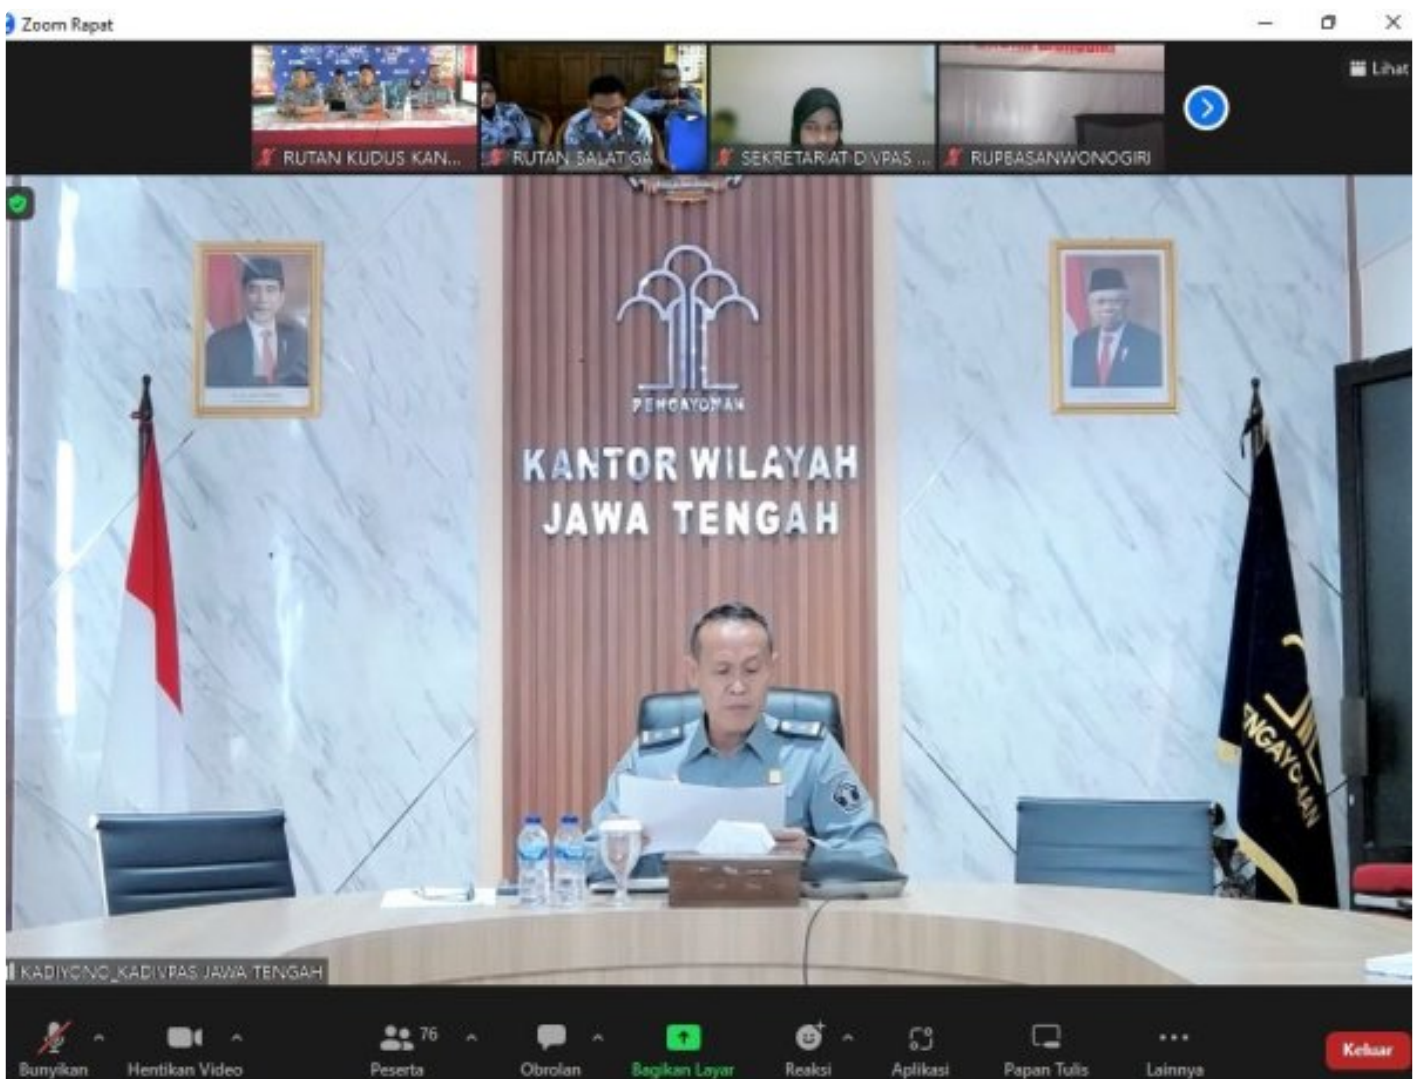 Zoom Rapat
Lihat
RUTAN KUDUS KAN...
RUTAN SALATIGA
SEKRETARIAT DIVPAS ...
RUPBASANWONOGIRI
PENGAYOMAN
KANTOR WILAYAH
JAWA TENGAH
PENGAYOMAN
KADIYONO_KADIVPAS JAWA TENGAH
76
Bunyikan
Hentikan Video
Peserta
Obrolan
Bagikan Layar
Reaksi
Aplikasi
Papan Tulis
Lainnya
Keluar